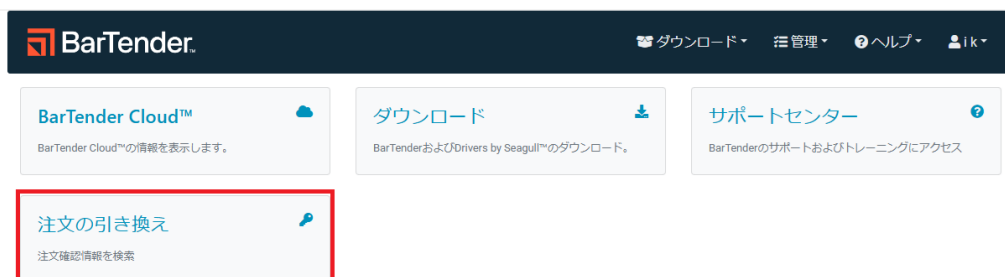 BarTender™
ダウンロード 管理 ヘルプ i k
BarTender Cloud™
BarTender Cloud™の情報を表示します。
ダウンロード
BarTenderおよびDrivers by Seagull™のダウンロード。
サポートセンター
BarTenderのサポートおよびトレーニングにアクセス
注文の引き換え
注文確認情報を検索